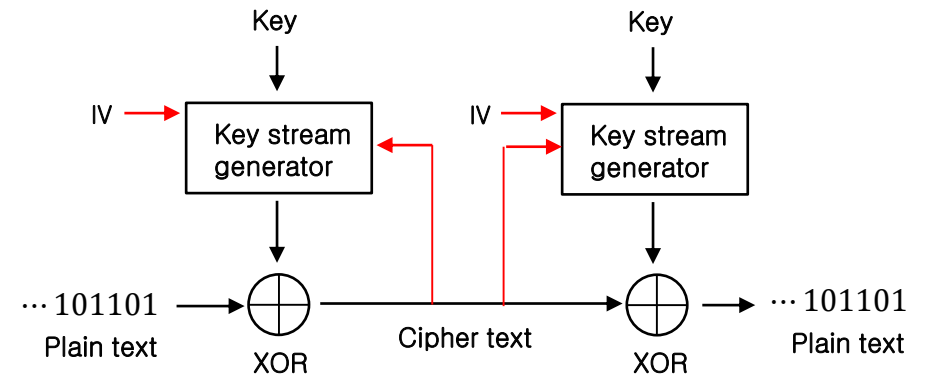 Key
Key
IV
IV
Key stream
generator
Key stream
generator
··· 101101
Plain text
XOR
Cipher text
XOR
··· 101101
Plain text